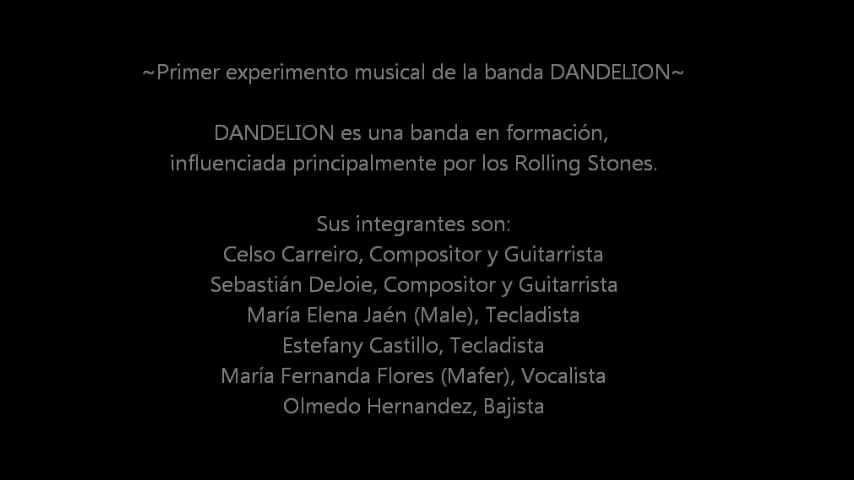 ~Primer experimento musical de la banda DANDELION~
DANDELION es una banda en formación,
influenciada principalmente por los Rolling Stones.
Sus integrantes son:
Celso Carreiro, Compositor y Guitarrista
Sebastián DeJoie, Compositor y Guitarrista
María Elena Jaén (Male), Tecladista
Estefany Castillo, Tecladista
María Fernanda Flores (Mafer), Vocalista
Olmedo Hernandez, Bajista